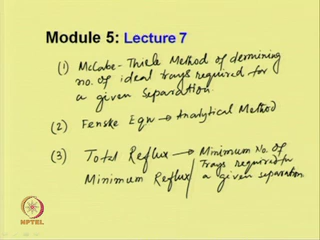 Module 5: Lecture 7
(1) McCabe-Thiele Method of dermining
no. of ideal trays required for
a given separation.
(2) Fenske Eqn → Analytical Method
(3) Total Reflux → Minimum No. of
trays required for
Minimum Reflux / a given separation
NPTEL